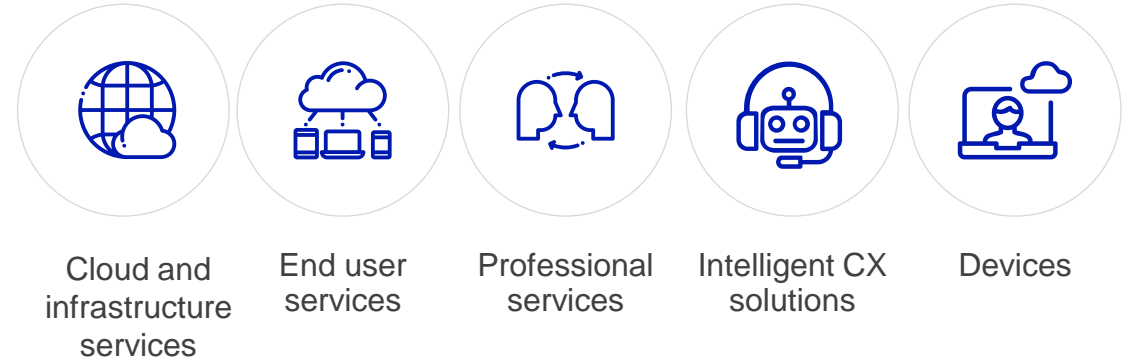 Cloud and
infrastructure
services
End user
services
Professional
services
Intelligent CX
solutions
Devices